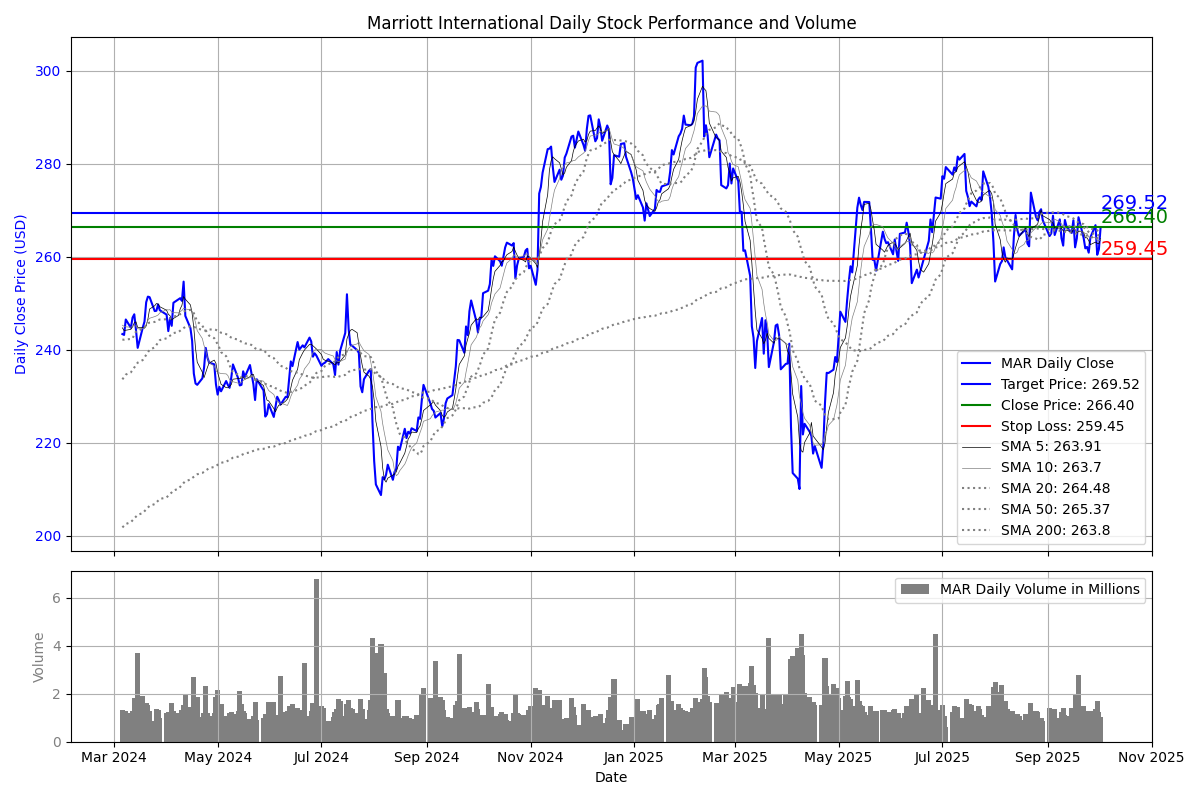 Marriott International Daily Stock Performance and Volume
Daily Close Price (USD)
300
280
260
240
220
200
269.52
266.40
259.45
MAR Daily Close
Target Price: 269.52
Close Price: 266.40
Stop Loss: 259.45
SMA 5: 263.91
SMA 10: 263.7
SMA 20: 264.48
SMA 50: 265.37
SMA 200: 263.8
Volume
6
4
2
0
MAR Daily Volume in Millions
Mar 2024 May 2024 Jul 2024 Sep 2024 Nov 2024 Jan 2025 Mar 2025 May 2025 Jul 2025 Sep 2025 Nov 2025
Date